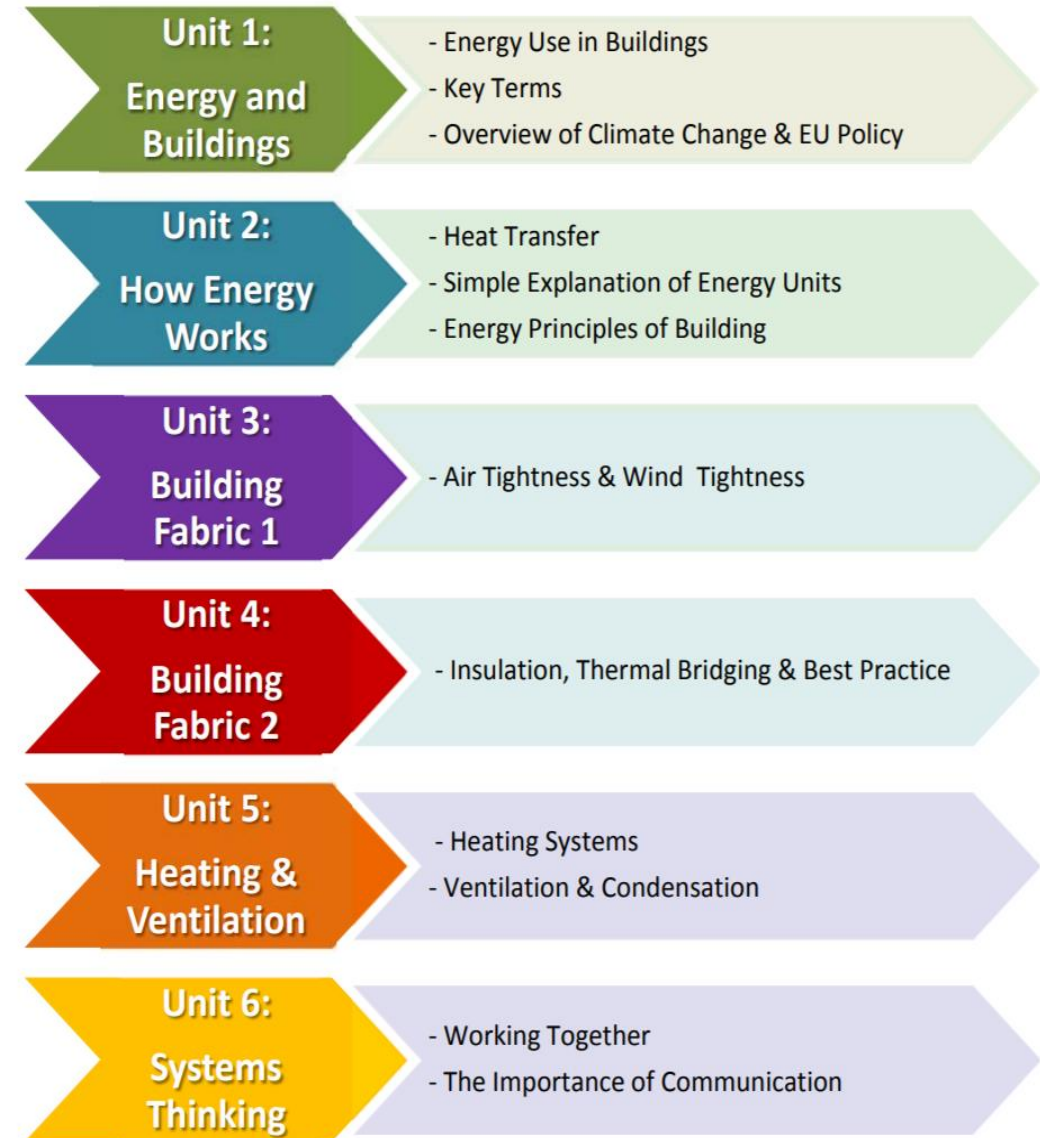 Unit 1:
Energy and
Buildings
- Energy Use in Buildings
- Key Terms
- Overview of Climate Change & EU Policy
Unit 2:
How Energy
Works
- Heat Transfer
- Simple Explanation of Energy Units
- Energy Principles of Building
Unit 3:
Building
Fabric 1
- Air Tightness & Wind Tightness
Unit 4:
Building
Fabric 2
- Insulation, Thermal Bridging & Best Practice
Unit 5:
Heating &
Ventilation
- Heating Systems
- Ventilation & Condensation
Unit 6:
Systems
Thinking
- Working Together
- The Importance of Communication